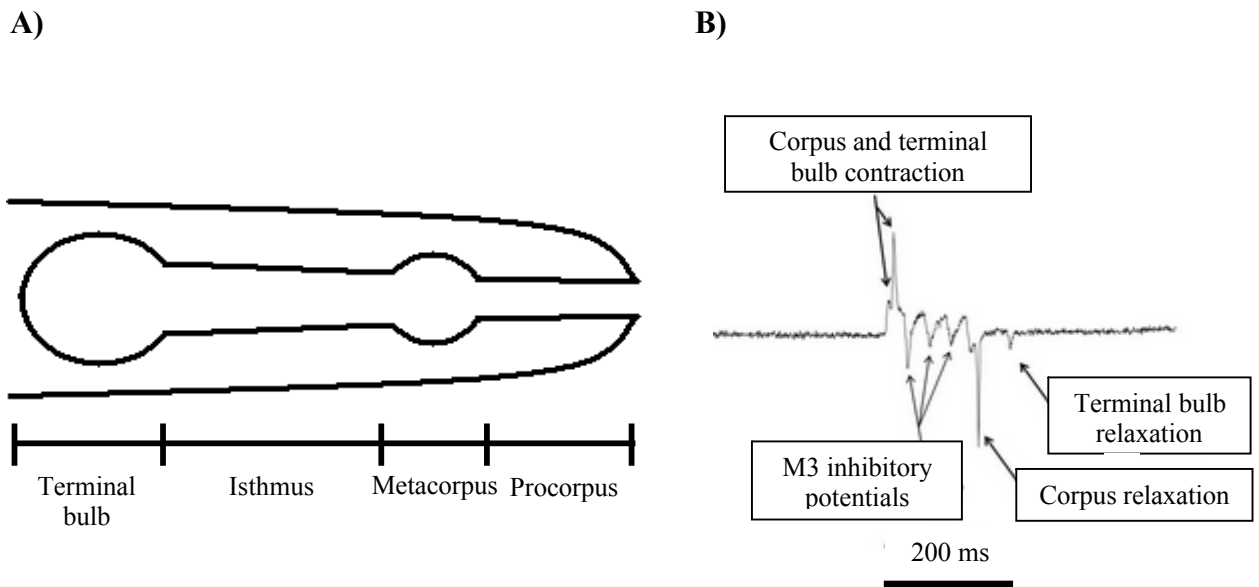 A)
Terminal
bulb
Isthmus
Metacorpus
Procorpus
B)
Corpus and terminal
bulb contraction
M3 inhibitory
potentials
Terminal bulb
relaxation
Corpus relaxation
200 ms